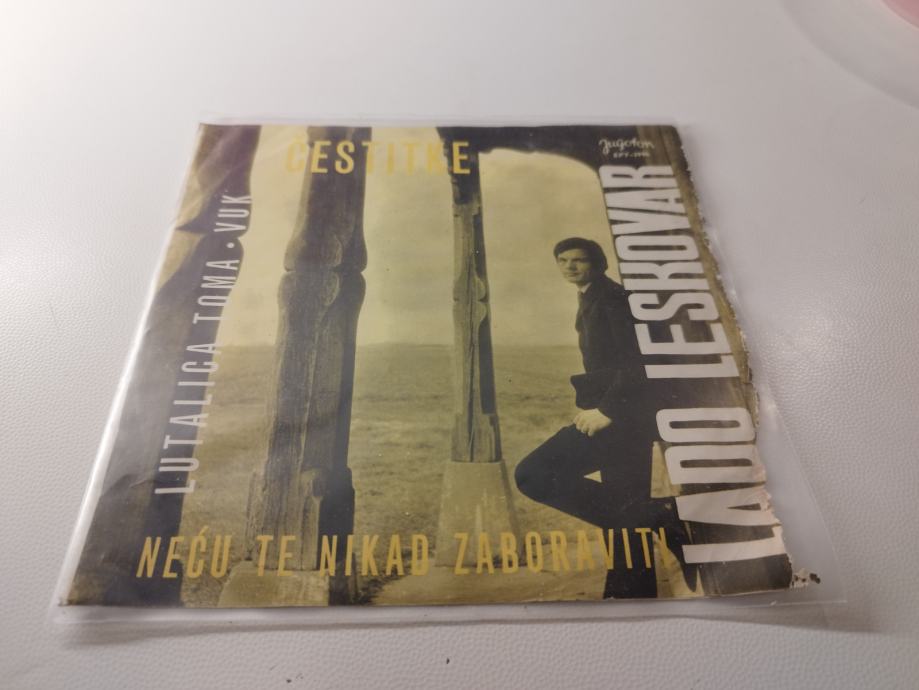 ČESTITKE
Jugoton
LUTALICA TOMA • VUK
LADO LESKOVAR
NEĆU TE NIKAD ZABORAVITI